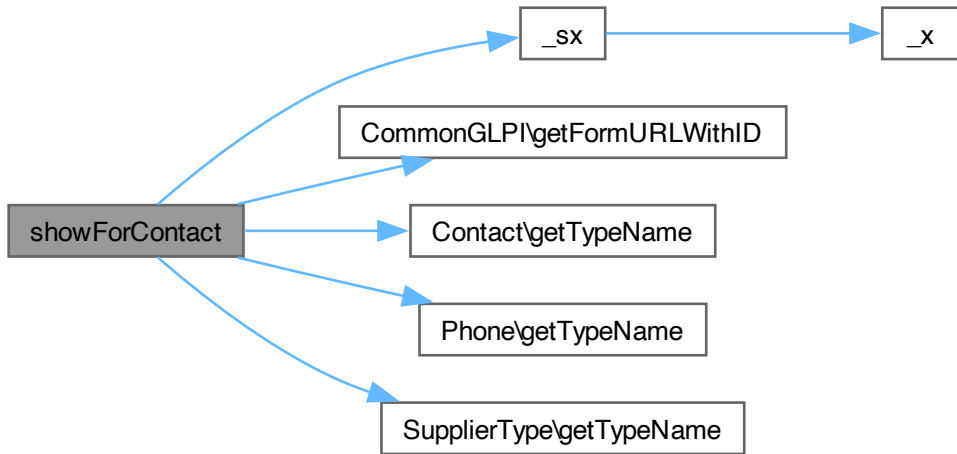 _sx
_x
CommonGLPI\getFormURLWithID
showForContact
Contact\getTypeName
Phone\getTypeName
SupplierType\getTypeName